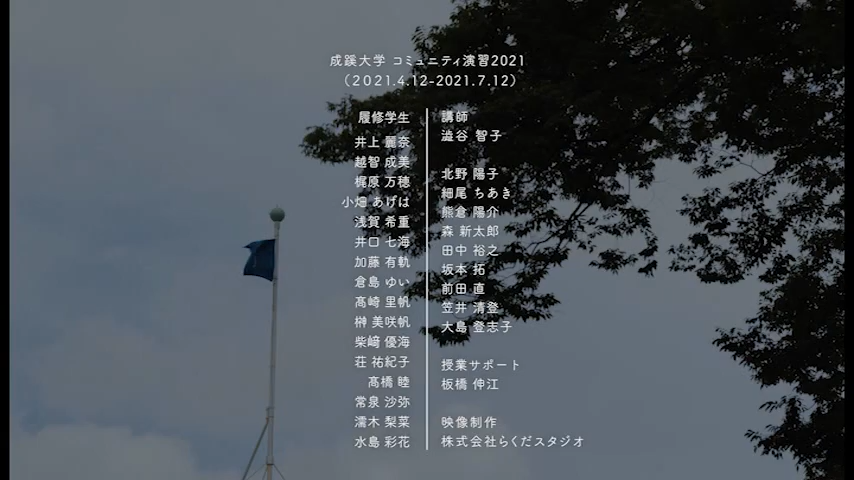 成蹊大学 コミュニティ演習2021
（2021.4.12-2021.7.12）
履修学生
井上 麗奈
越智 成美
梶原 万穂
小畑 あげは
浅賀 希重
井口 七海
加藤 有軌
倉島 ゆい
髙崎 里帆
榊 美咲帆
柴﨑 優海
荘 祐紀子
髙橋 睦
常泉 沙弥
濡木 梨菜
水島 彩花
講師
澁谷 智子
北野 陽子
細尾 ちあき
熊倉 陽介
森 新太郎
田中 裕之
坂本 拓
前田 直
笠井 清登
大島 登志子
授業サポート
板橋 伸江
映像制作
株式会社らくだスタジオ